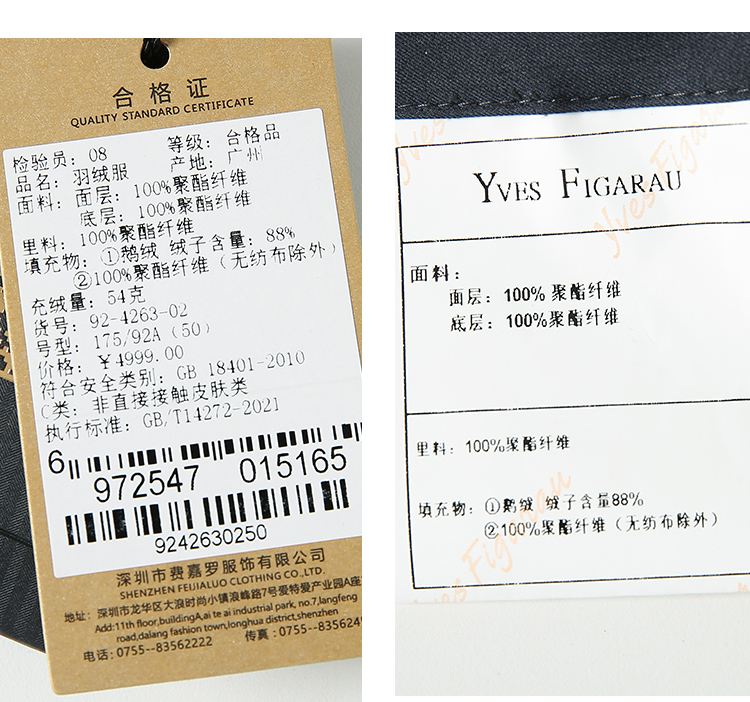 合格证
QUALITY STANDARD CERTIFICATE
检验员：08 等级：合格品
品名：羽绒服 产地：广州
面料：面层：100%聚酯纤维
底层：100%聚酯纤维
里料：100%聚酯纤维
填充物：①鹅绒 绒子含量：88%
②100%聚酯纤维（无纺布除外）
充绒量：54克
货号：92-4263-02
号型：175/92A（50）
价格：￥4999.00
符合安全类别：GB 18401-2010
C类：非直接接触皮肤类
执行标准：GB/T14272-2021
6 972547 015165
9242630250
深圳市费嘉罗服饰有限公司
SHENZHEN FEIJIALUO CLOTHING CO.,LTD.
地址：深圳市龙华区大浪时尚小镇浪峰路7号爱特爱产业园A座
Add:11th floor,buildingA,ai te ai industrial park, no.7,langfeng
road,dalang fashion town,longhua district,shenzhen
电话：0755--83562222 传真：0755--8356249
Yves Figarau
YVES FIGARAU
面料：
面层：100% 聚酯纤维
底层：100% 聚酯纤维
里料：100%聚酯纤维
填充物：①鹅绒 绒子含量88%
②100%聚酯纤维（无纺布除外）
Yves Figarau